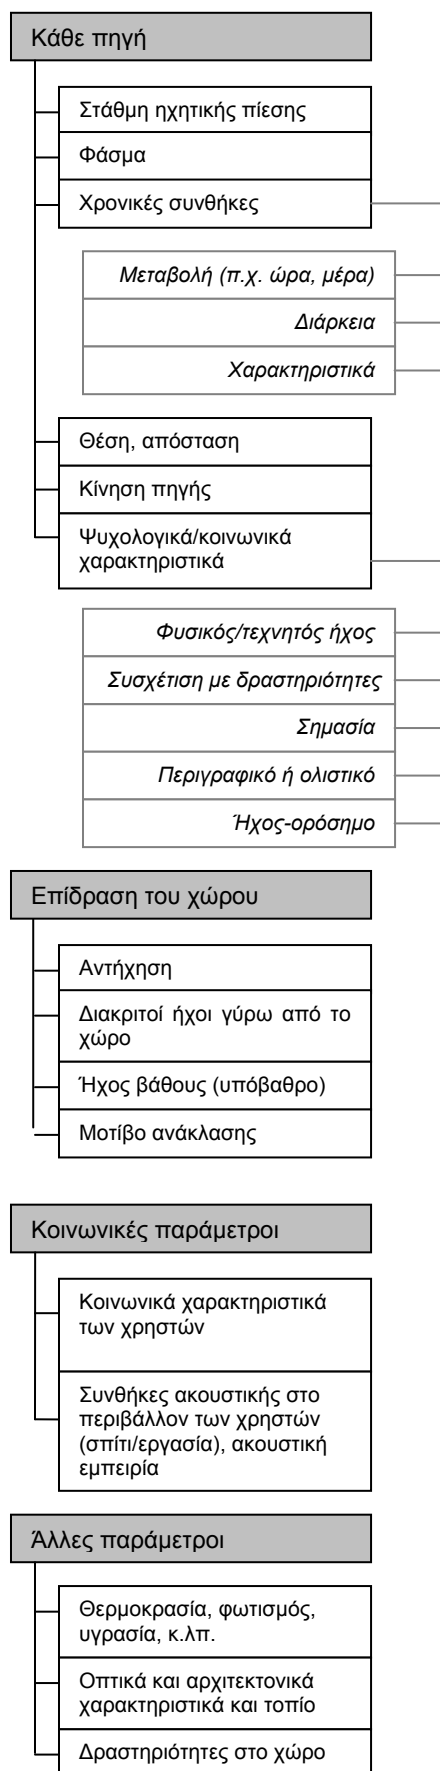 Κάθε πηγή
Στάθμη ηχητικής πίεσης
Φάσμα
Χρονικές συνθήκες
Μεταβολή (π.χ. ώρα, μέρα)
Διάρκεια
Χαρακτηριστικά
Θέση, απόσταση
Κίνηση πηγής
Ψυχολογικά/κοινωνικά
χαρακτηριστικά
Φυσικός/τεχνητός ήχος
Συσχέτιση με δραστηριότητες
Σημασία
Περιγραφικό ή ολιστικό
Ήχος-ορόσημο
Επίδραση του χώρου
Αντήχηση
Διακριτοί ήχοι γύρω από το
χώρο
Ήχος βάθους (υπόβαθρο)
Μοτίβο ανάκλασης
Κοινωνικές παράμετροι
Κοινωνικά χαρακτηριστικά
των χρηστών
Συνθήκες ακουστικής στο
περιβάλλον των χρηστών
(σπίτι/εργασία), ακουστική
εμπειρία
Άλλες παράμετροι
Θερμοκρασία, φωτισμός,
υγρασία, κ.λπ.
Οπτικά και αρχιτεκτονικά
χαρακτηριστικά και τοπίο
Δραστηριότητες στο χώρο